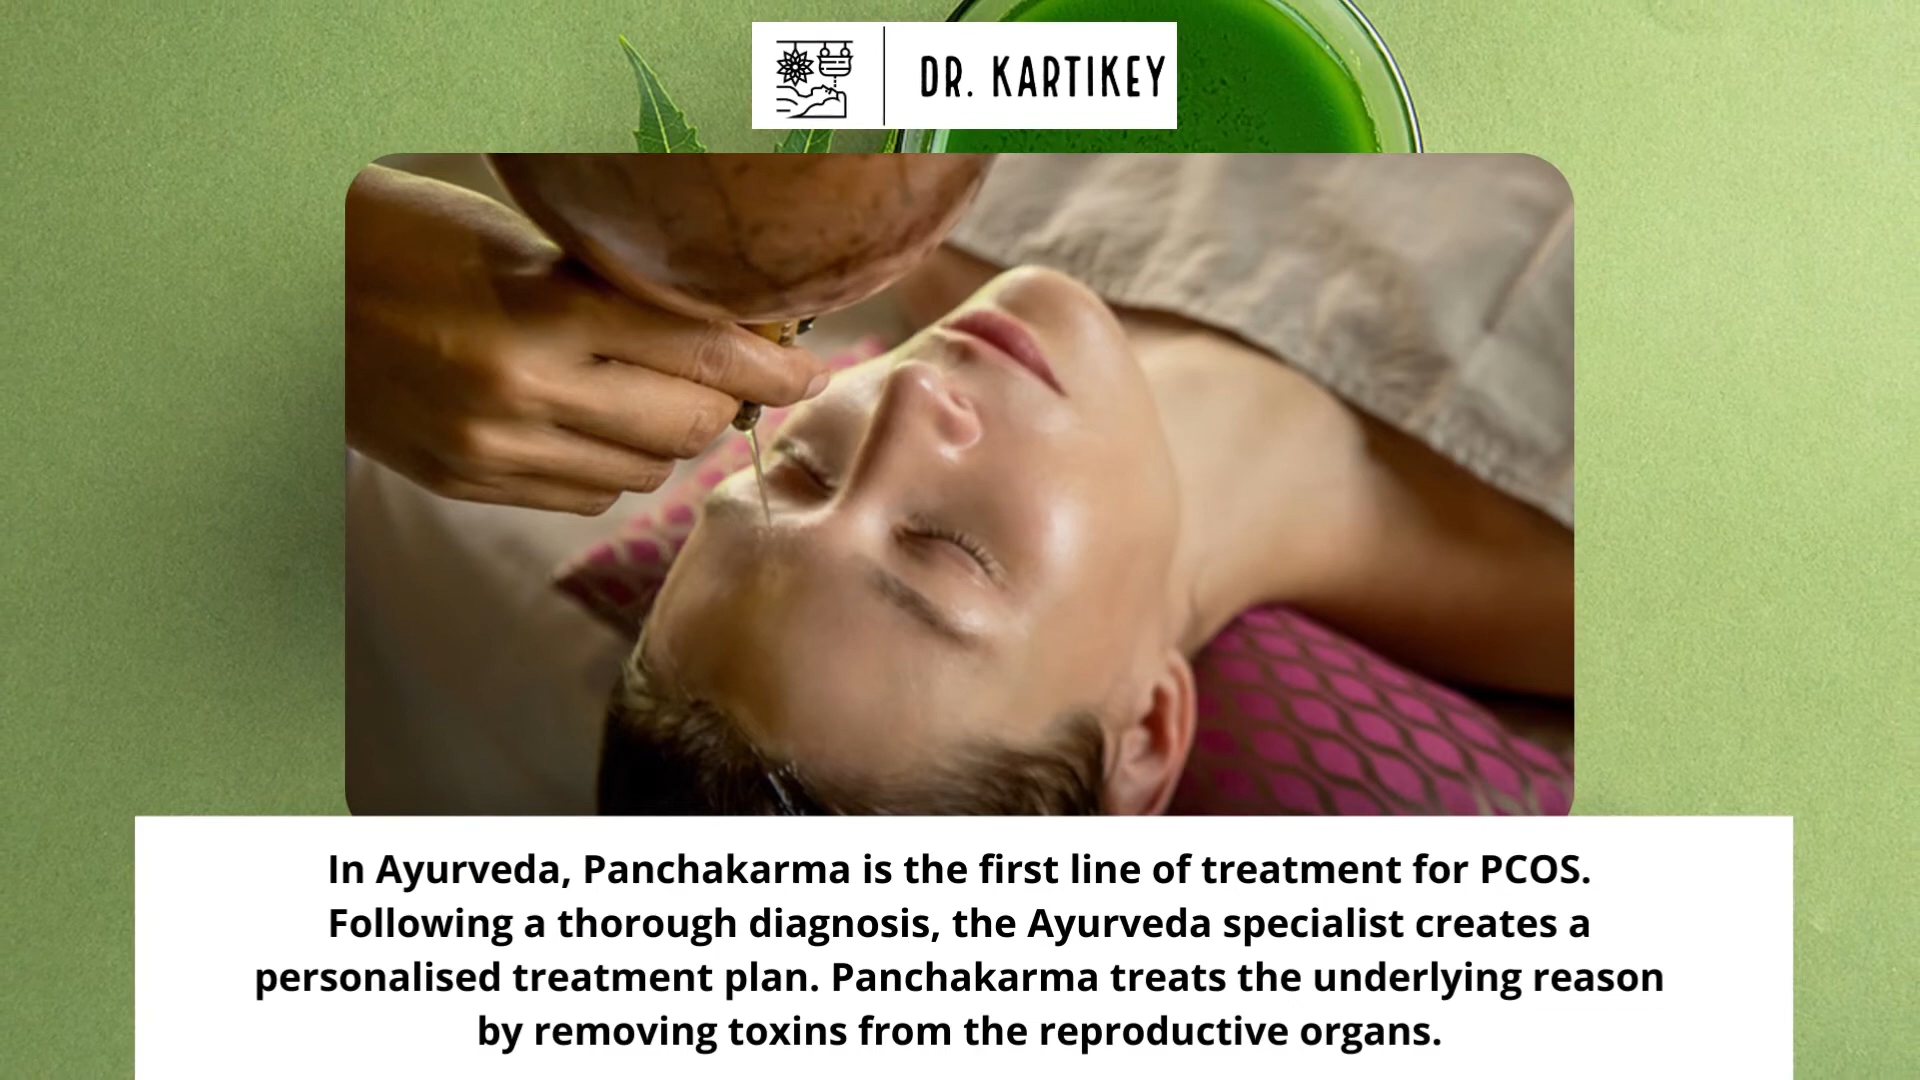 DR. KARTIKEY
In Ayurveda, Panchakarma is the first line of treatment for PCOS.
Following a thorough diagnosis, the Ayurveda specialist creates a
personalised treatment plan. Panchakarma treats the underlying reason
by removing toxins from the reproductive organs.